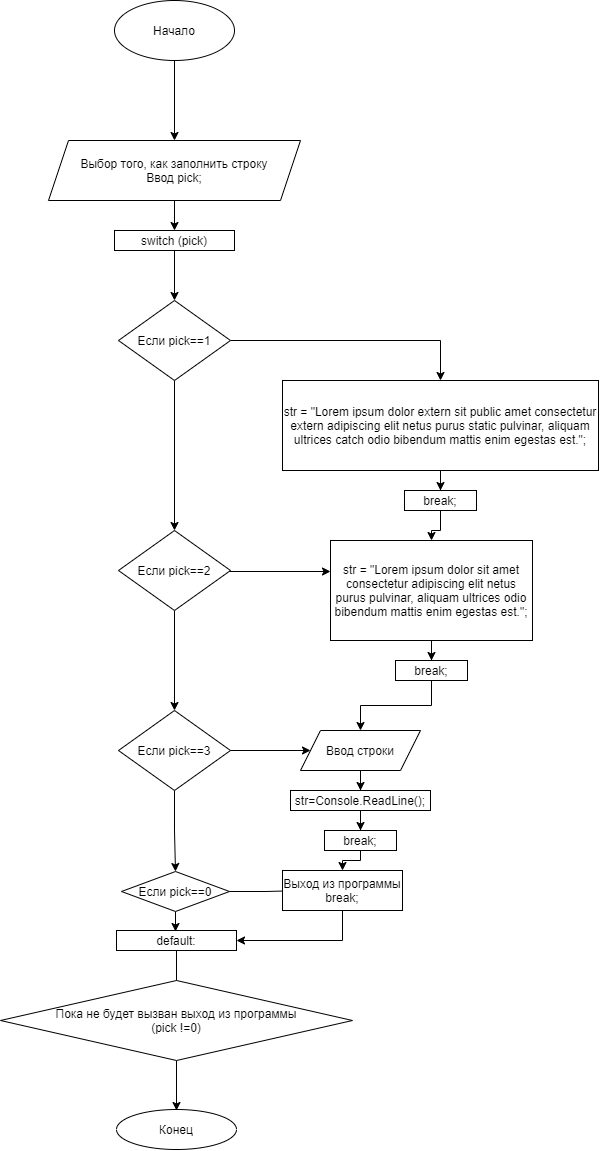 Начало
Выбор того, как заполнить строку
Ввод pick;
switch (pick)
Если pick==1
str = "Lorem ipsum dolor extern sit public amet consectetur
extern adipiscing elit netus purus static pulvinar, aliquam
ultrices catch odio bibendum mattis enim egestas est.";
break;
Если pick==2
str = "Lorem ipsum dolor sit amet
consectetur adipiscing elit netus
purus pulvinar, aliquam ultrices odio
bibendum mattis enim egestas est.";
break;
Если pick==3
Ввод строки
str=Console.ReadLine();
break;
Если pick==0
Выход из программы
break;
default:
Пока не будет вызван выход из программы
(pick !=0)
Конец